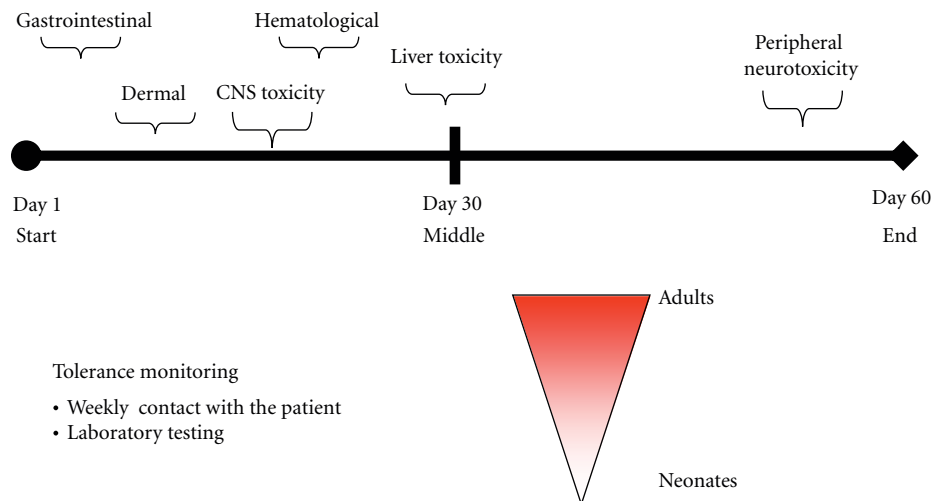 Gastrointestinal
Hematological
Liver toxicity
Peripheral
neurotoxicity
Dermal
CNS toxicity
Day 1
Start
Day 30
Middle
Day 60
End
Adults
Tolerance monitoring
• Weekly contact with the patient
• Laboratory testing
Neonates